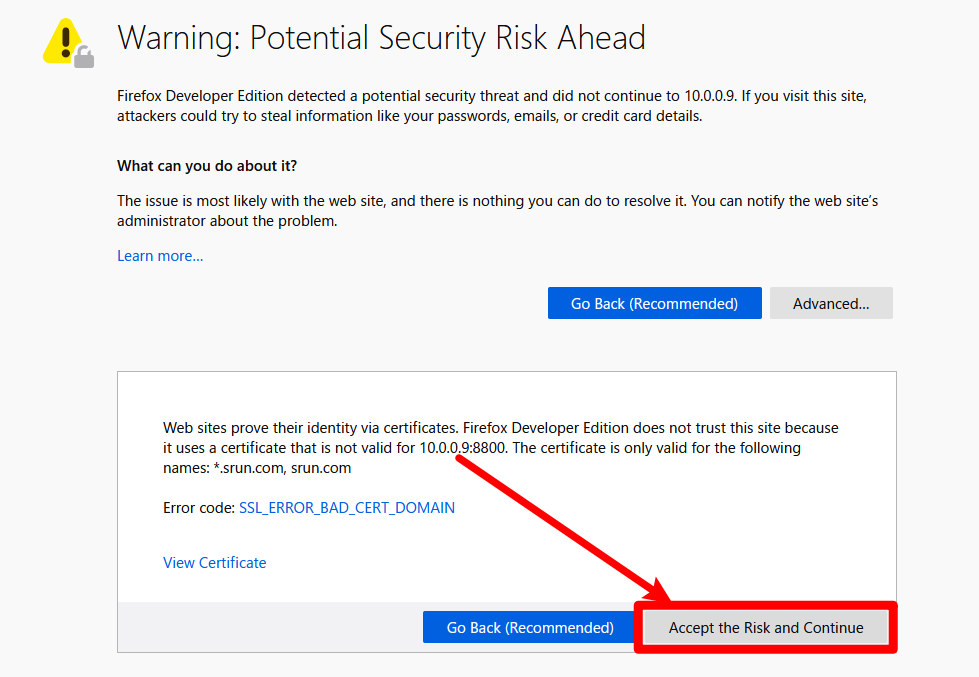 Warning: Potential Security Risk Ahead
Firefox Developer Edition detected a potential security threat and did not continue to 10.0.0.9. If you visit this site,
attackers could try to steal information like your passwords, emails, or credit card details.
What can you do about it?
The issue is most likely with the web site, and there is nothing you can do to resolve it. You can notify the web site’s
administrator about the problem.
Learn more…
Go Back (Recommended) Advanced...
Web sites prove their identity via certificates. Firefox Developer Edition does not trust this site because
it uses a certificate that is not valid for 10.0.0.9:8800. The certificate is only valid for the following
names: *.srun.com, srun.com
Error code: SSL_ERROR_BAD_CERT_DOMAIN
View Certificate
Go Back (Recommended) Accept the Risk and Continue